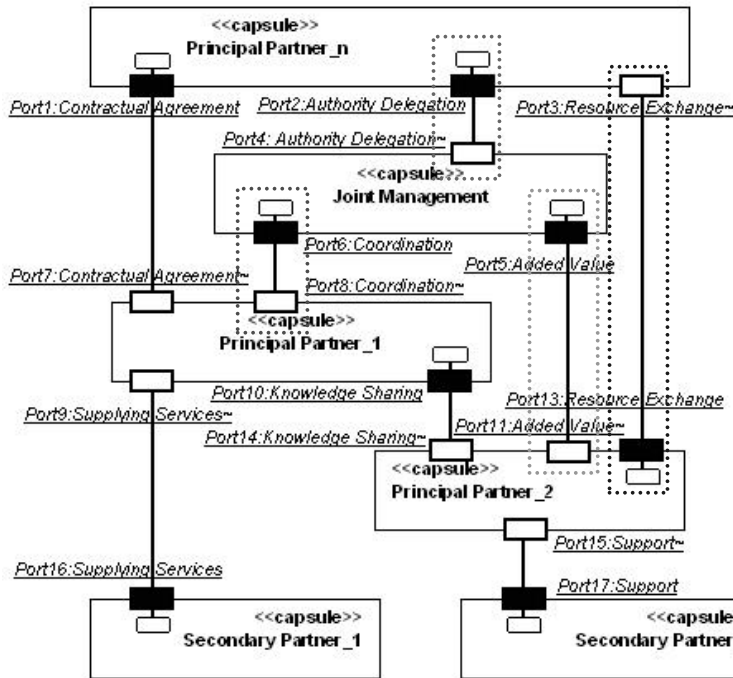 <<capsule>>
Principal Partner_n
Port1:Contractual Agreement
Port2:Authority Delegation
Port3:Resource Exchange~
Port4: Authority Delegation~
<<capsule>>
Joint Management
Port6:Coordination
Port5:Added Value
Port7:Contractual Agreement~
Port8:Coordination~
<<capsule>>
Principal Partner_1
Port10:Knowledge Sharing
Port13:Resource Exchange
Port9:Supplying Services~
Port11:Added Value~
Port14:Knowledge Sharing~
<<capsule>>
Principal Partner_2
Port15:Support~
Port16:Supplying Services
Port17:Support
<<capsule>>
Secondary Partner_1
<<capsule
Secondary Partner